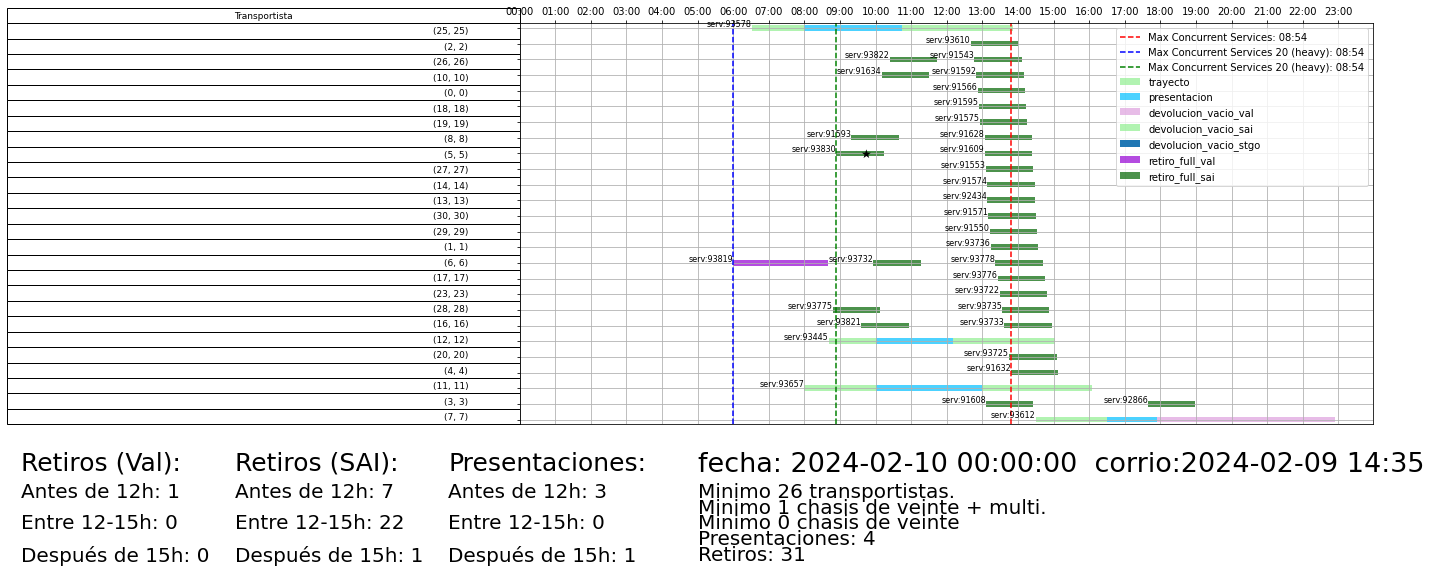 Transportista
00:00 01:00 02:00 03:00 04:00 05:00 06:00 07:00 08:00 09:00 10:00 11:00 12:00 13:00 14:00 15:00 16:00 17:00 18:00 19:00 20:00 21:00 22:00 23:00
(25, 25) serv:93578
(2, 2) serv:93610
(26, 26) serv:93822 serv:91543
(10, 10) serv:91634 serv:91592
(0, 0) serv:91566
(18, 18) serv:91595
(19, 19) serv:91575
(8, 8) serv:91593 serv:91628
(5, 5) serv:93830 serv:91609
(27, 27) serv:91553
(14, 14) serv:91574
(13, 13) serv:92434
(30, 30) serv:91571
(29, 29) serv:91550
(1, 1) serv:93736
(6, 6) serv:93819 serv:93732 serv:93778
(17, 17) serv:93776
(23, 23) serv:93722
(28, 28) serv:93775 serv:93735
(16, 16) serv:93821 serv:93733
(12, 12) serv:93445
(20, 20) serv:93725
(4, 4) serv:91632
(11, 11) serv:93657
(3, 3) serv:91608 serv:92866
(7, 7) serv:93612
Max Concurrent Services: 08:54
Max Concurrent Services 20 (heavy): 08:54
Max Concurrent Services 20 (heavy): 08:54
trayecto
presentacion
devolucion_vacio_val
devolucion_vacio_sai
devolucion_vacio_stgo
retiro_full_val
retiro_full_sai
Retiros (Val):
Antes de 12h: 1
Entre 12-15h: 0
Después de 15h: 0
Retiros (SAI):
Antes de 12h: 7
Entre 12-15h: 22
Después de 15h: 1
Presentaciones:
Antes de 12h: 3
Entre 12-15h: 0
Después de 15h: 1
fecha: 2024-02-10 00:00:00 corrio:2024-02-09 14:35
Minimo 26 transportistas.
Minimo 1 chasis de veinte + multi.
Minimo 0 chasis de veinte
Presentaciones: 4
Retiros: 31